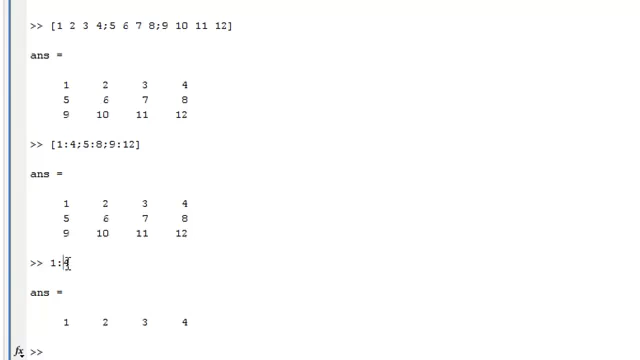 >> [1 2 3 4;5 6 7 8;9 10 11 12]
ans =
1 2 3 4
5 6 7 8
9 10 11 12
>> [1:4;5:8;9:12]
ans =
1 2 3 4
5 6 7 8
9 10 11 12
>> 1:4
ans =
1 2 3 4
fx >>